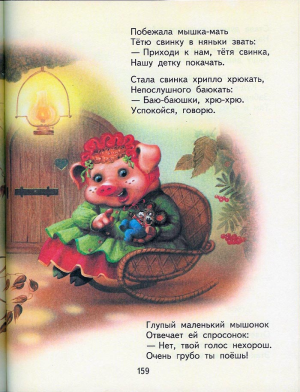 Побежала мышка-мать
Тётю свинку в няньки звать:
— Приходи к нам, тётя свинка,
Нашу детку покачать.
Стала свинка хрипло хрюкать,
Непослушного баюкать:
— Баю-баюшки, хрю-хрю.
Успокойся, говорю.
Глупый маленький мышонок
Отвечает ей спросонок:
— Нет, твой голос нехорош.
Очень грубо ты поёшь!
159